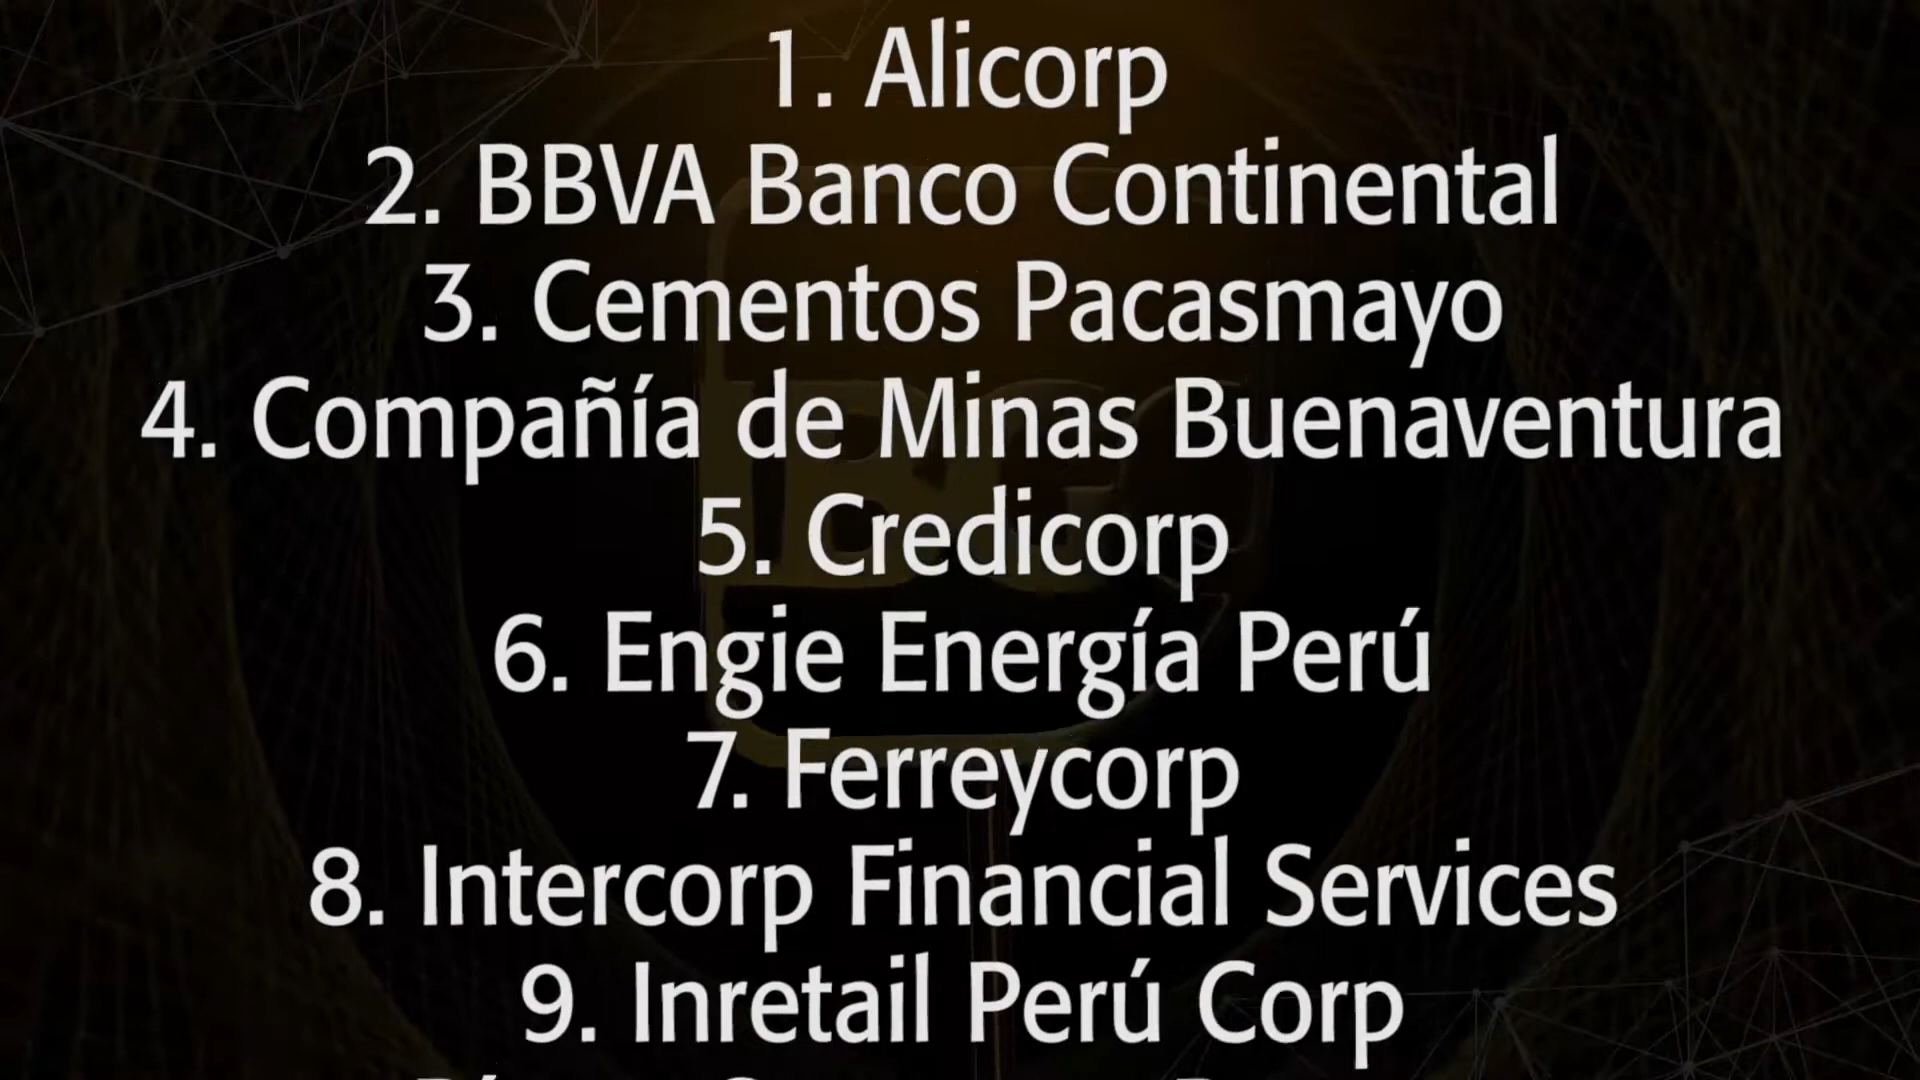 1. Alicorp
2. BBVA Banco Continental
3. Cementos Pacasmayo
4. Compañía de Minas Buenaventura
5. Credicorp
6. Engie Energía Perú
7. Ferreycorp
8. Intercorp Financial Services
9. Inretail Perú Corp